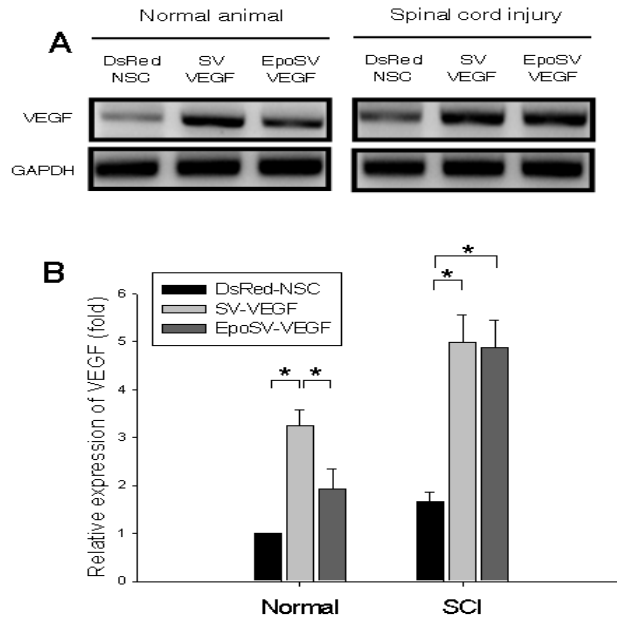 A
Normal animal
Spinal cord injury
DsRed
NSC
SV
VEGF
EpoSV
VEGF
DsRed
NSC
SV
VEGF
EpoSV
VEGF
VEGF
GAPDH
B
DsRed-NSC
SV-VEGF
EpoSV-VEGF
Relative expression of VEGF (fold)
6
5
4
3
2
1
0
* *
* *
Normal
SCI